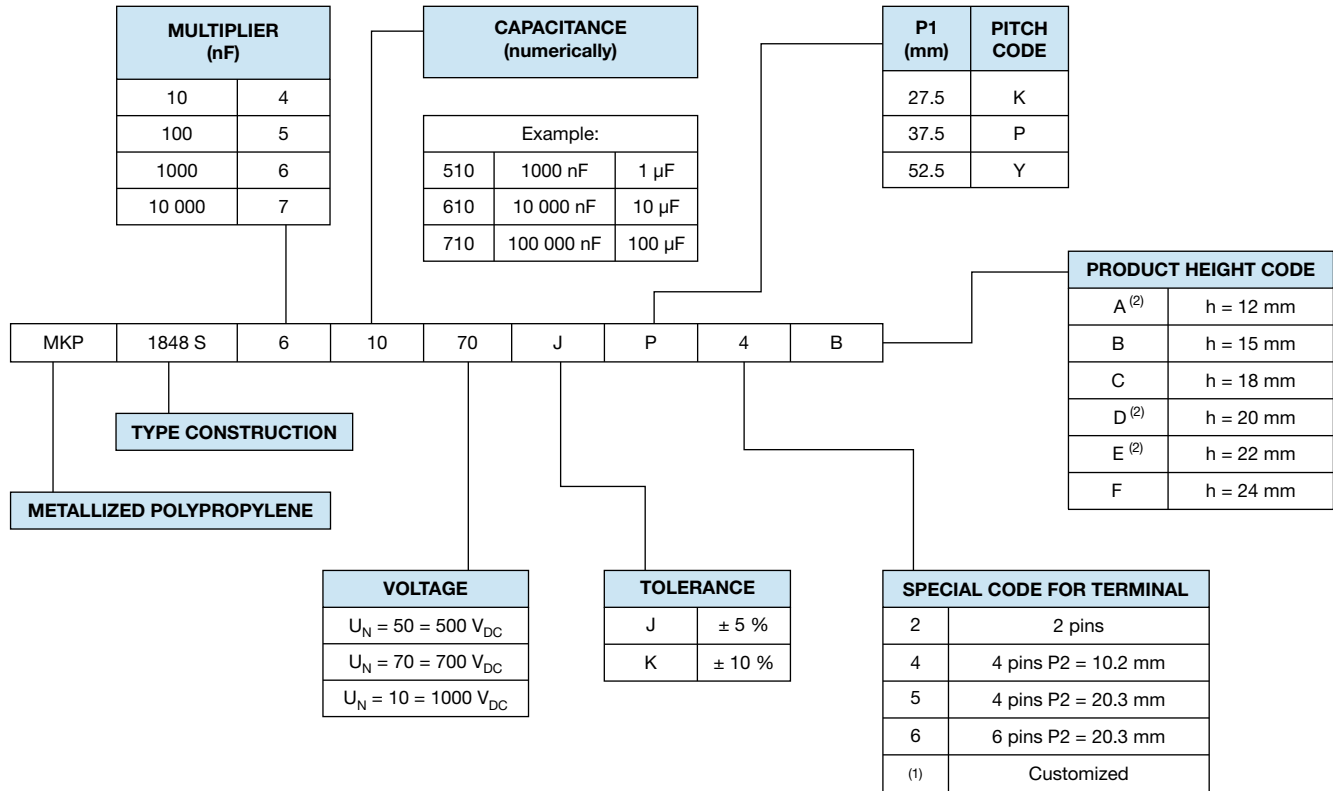 MULTIPLIER
(nF)
10 4
100 5
1000 6
10 000 7
CAPACITANCE
(numerically)
Example:
510 1000 nF 1 µF
610 10 000 nF 10 µF
710 100 000 nF 100 µF
P1
(mm)
PITCH
CODE
27.5 K
37.5 P
52.5 Y
PRODUCT HEIGHT CODE
A (2) h = 12 mm
B h = 15 mm
C h = 18 mm
D (2) h = 20 mm
E (2) h = 22 mm
F h = 24 mm
MKP 1848 S 6 10 70 J P 4 B
TYPE CONSTRUCTION
METALLIZED POLYPROPYLENE
VOLTAGE
UN = 50 = 500 VDC
UN = 70 = 700 VDC
UN = 10 = 1000 VDC
TOLERANCE
J ± 5 %
K ± 10 %
SPECIAL CODE FOR TERMINAL
2 2 pins
4 4 pins P2 = 10.2 mm
5 4 pins P2 = 20.3 mm
6 6 pins P2 = 20.3 mm
(1) Customized